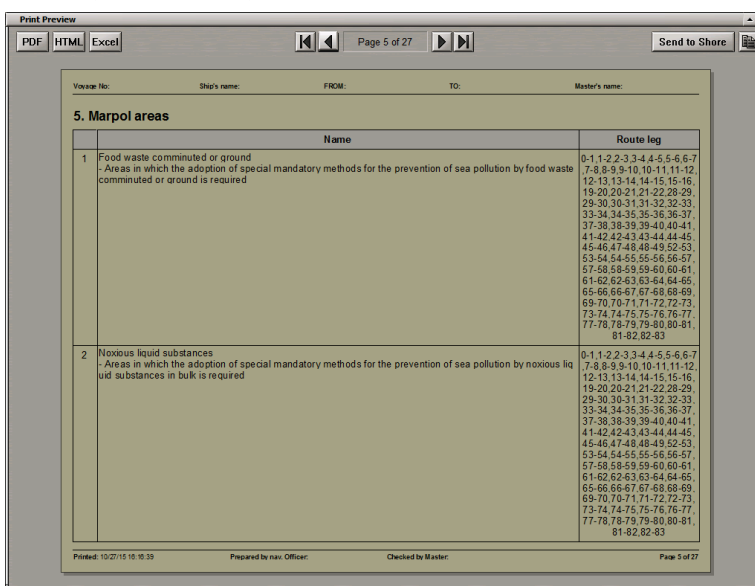 Print Preview
PDF HTML Excel Page 5 of 27 Send to Shore
Voyage No: Ship's name: FROM: TO: Master's name:
5. Marpol areas
Name Route leg
1 Food waste comminuted or ground
- Areas in which the adoption of special mandatory methods for the prevention of sea pollution by food waste
comminuted or ground is required
0-1,1-2,2-3,3-4,4-5,5-6,6-7
,7-8,8-9,9-10,10-11,11-12,
12-13,13-14,14-15,15-16,
19-20,20-21,21-22,28-29,
29-30,30-31,31-32,32-33,
33-34,34-35,35-36,36-37,
37-38,38-39,39-40,40-41,
41-42,42-43,43-44,44-45,
45-46,47-48,48-49,52-53,
53-54,54-55,55-56,56-57,
57-58,58-59,59-60,60-61,
61-62,62-63,63-64,64-65,
65-66,66-67,67-68,68-69,
69-70,70-71,71-72,72-73,
73-74,74-75,75-76,76-77,
77-78,78-79,79-80,80-81,
81-82,82-83
2 Noxious liquid substances
- Areas in which the adoption of special mandatory methods for the prevention of sea pollution by noxious liq
uid substances in bulk is required
0-1,1-2,2-3,3-4,4-5,5-6,6-7
,7-8,8-9,9-10,10-11,11-12,
12-13,13-14,14-15,15-16,
19-20,20-21,21-22,28-29,
29-30,30-31,31-32,32-33,
33-34,34-35,35-36,36-37,
37-38,38-39,39-40,40-41,
41-42,42-43,43-44,44-45,
45-46,47-48,48-49,52-53,
53-54,54-55,55-56,56-57,
57-58,58-59,59-60,60-61,
61-62,62-63,63-64,64-65,
65-66,66-67,67-68,68-69,
69-70,70-71,71-72,72-73,
73-74,74-75,75-76,76-77,
77-78,78-79,79-80,80-81,
81-82,82-83
Printed: 10/27/15 16:16:39 Prepared by nav. Officer: Checked by Master: Page 5 of 27